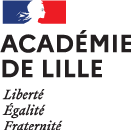 ACADÉMIE
DE LILLE
Liberté
Égalité
Fraternité